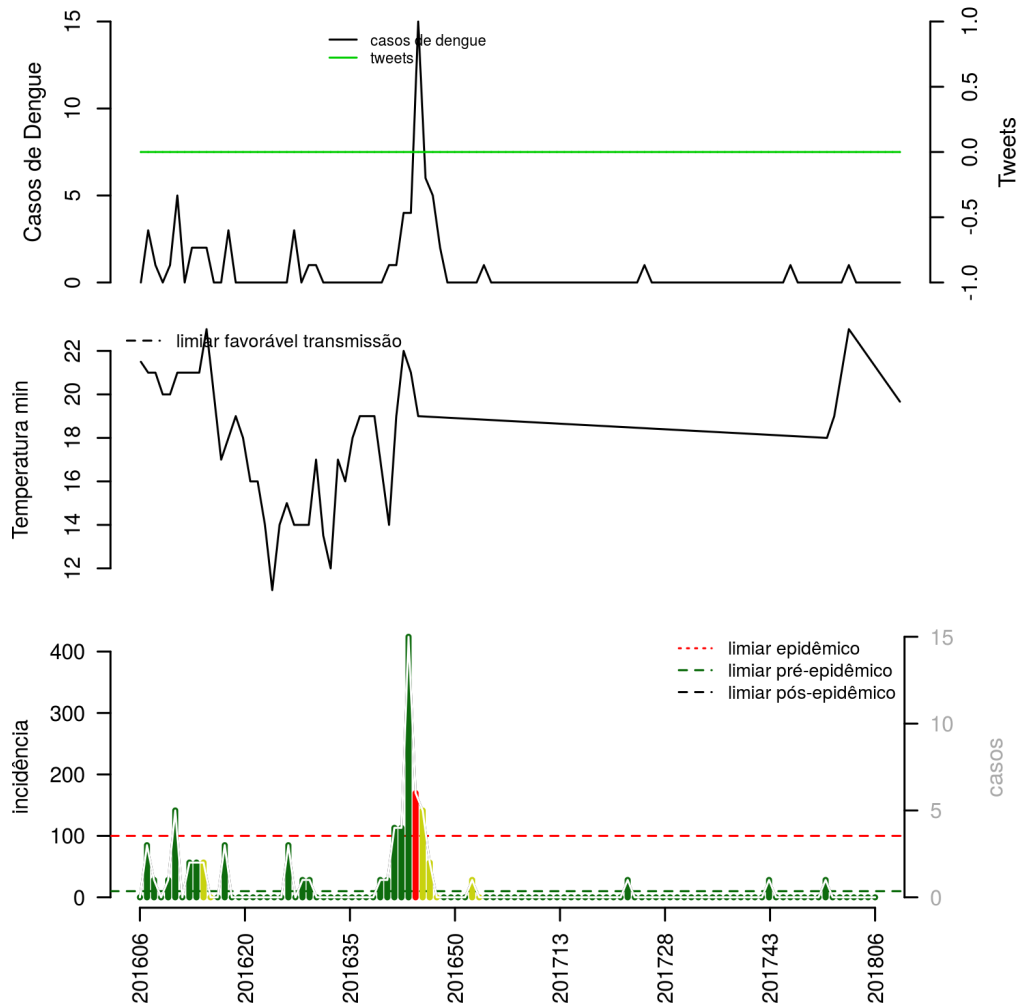 casos de dengue
tweets
Casos de Dengue
0
5
10
15
Tweets
-1.0
-0.5
0.0
0.5
1.0
limiar favorável transmissão
Temperatura min
12
14
16
18
20
22
limiar epidêmico
limiar pré-epidêmico
limiar pós-epidêmico
incidência
0
100
200
300
400
casos
0
5
10
15
201606
201620
201635
201650
201713
201728
201743
201806